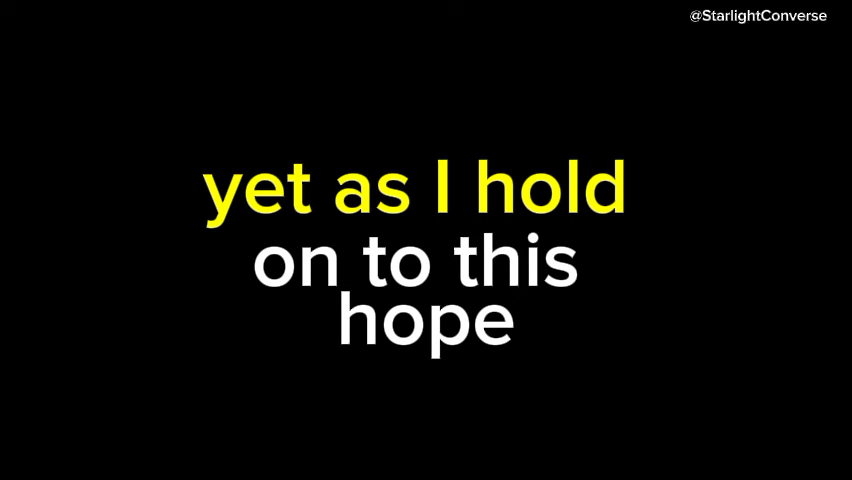 @StarlightConverse
yet as I hold
on to this
hope